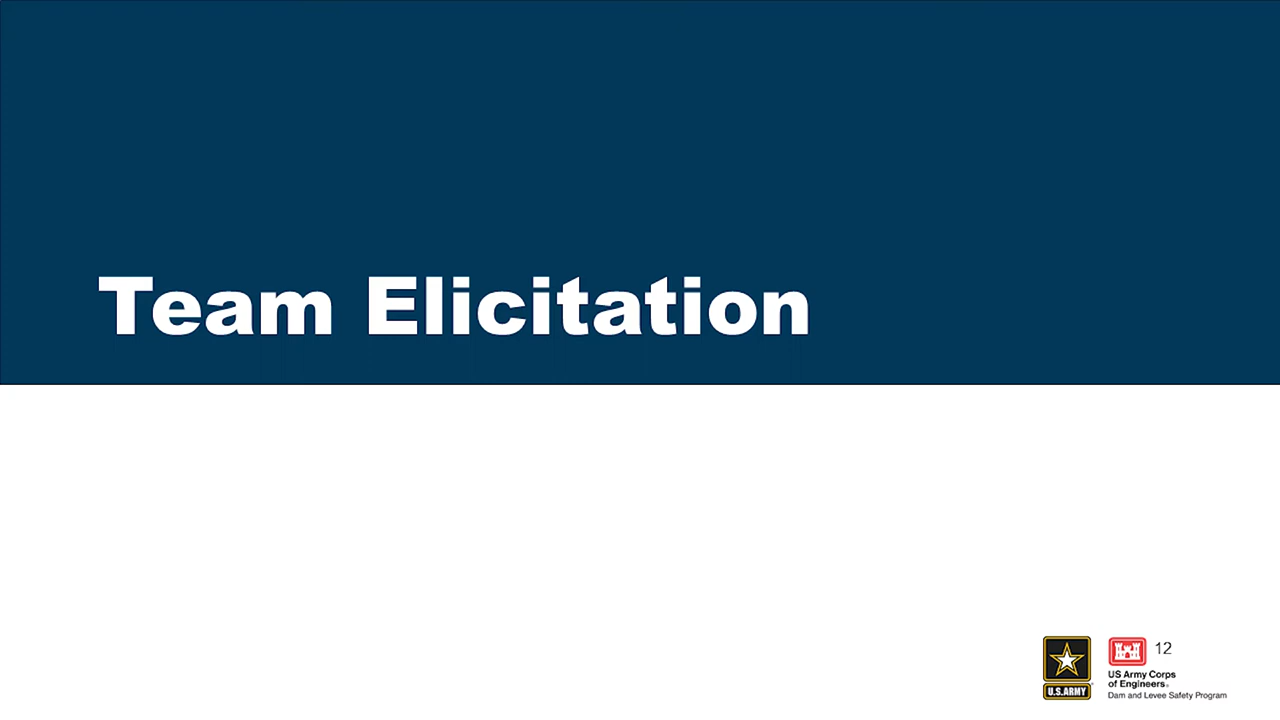 Team Elicitation
12
U.S.ARMY
US Army Corps
of Engineers®
Dam and Levee Safety Program